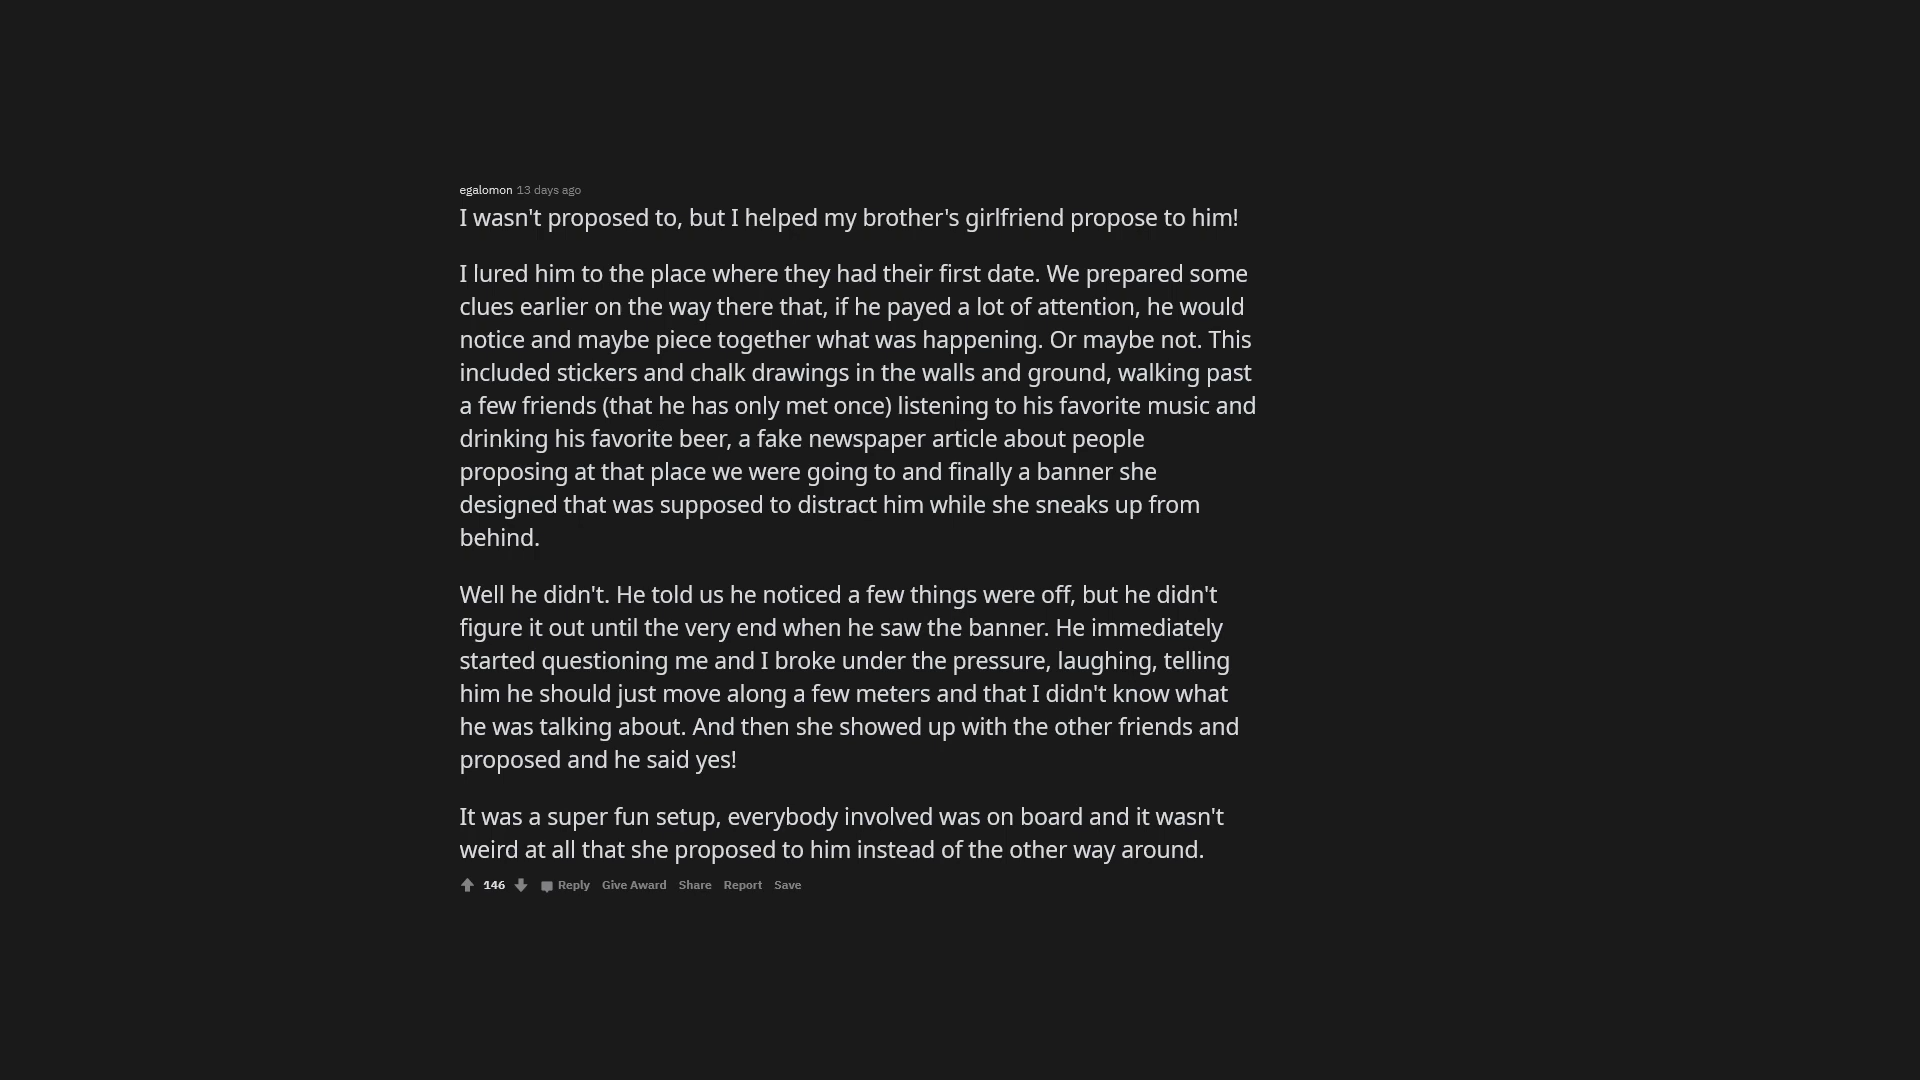 egalomon 13 days ago
I wasn't proposed to, but I helped my brother's girlfriend propose to him!
I lured him to the place where they had their first date. We prepared some
clues earlier on the way there that, if he payed a lot of attention, he would
notice and maybe piece together what was happening. Or maybe not. This
included stickers and chalk drawings in the walls and ground, walking past
a few friends (that he has only met once) listening to his favorite music and
drinking his favorite beer, a fake newspaper article about people
proposing at that place we were going to and finally a banner she
designed that was supposed to distract him while she sneaks up from
behind.
Well he didn't. He told us he noticed a few things were off, but he didn't
figure it out until the very end when he saw the banner. He immediately
started questioning me and I broke under the pressure, laughing, telling
him he should just move along a few meters and that I didn't know what
he was talking about. And then she showed up with the other friends and
proposed and he said yes!
It was a super fun setup, everybody involved was on board and it wasn't
weird at all that she proposed to him instead of the other way around.
146 Reply Give Award Share Report Save